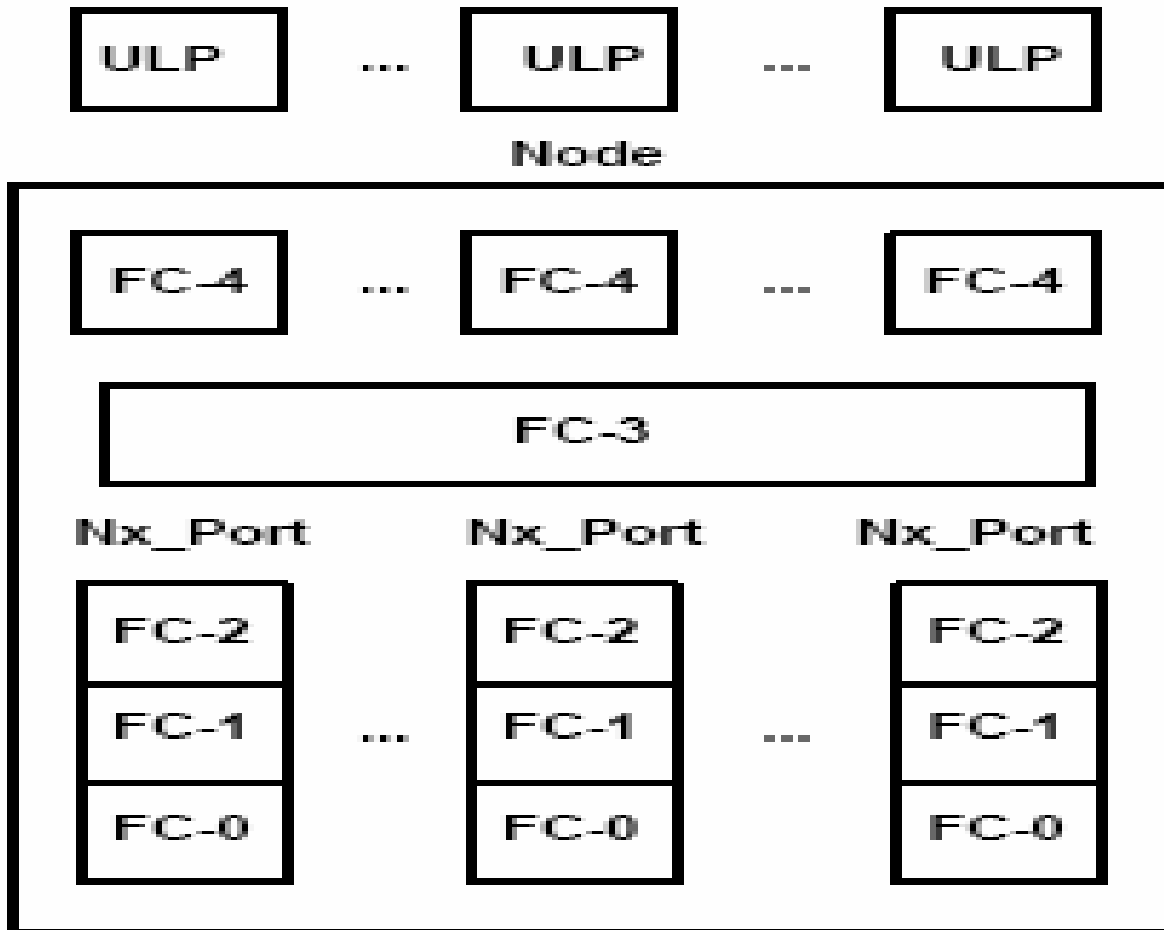 ULP ... ULP ... ULP
Node
FC-4 ... FC-4 ... FC-4
FC-3
Nx_Port Nx_Port Nx_Port
FC-2 FC-2 FC-2
FC-1 ... FC-1 ... FC-1
FC-0 FC-0 FC-0